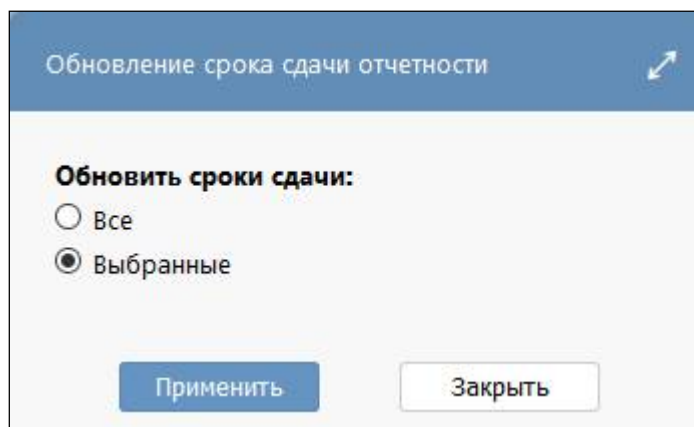 Обновление срока сдачи отчетности
Обновить сроки сдачи:
Все
Выбранные
Применить Закрыть